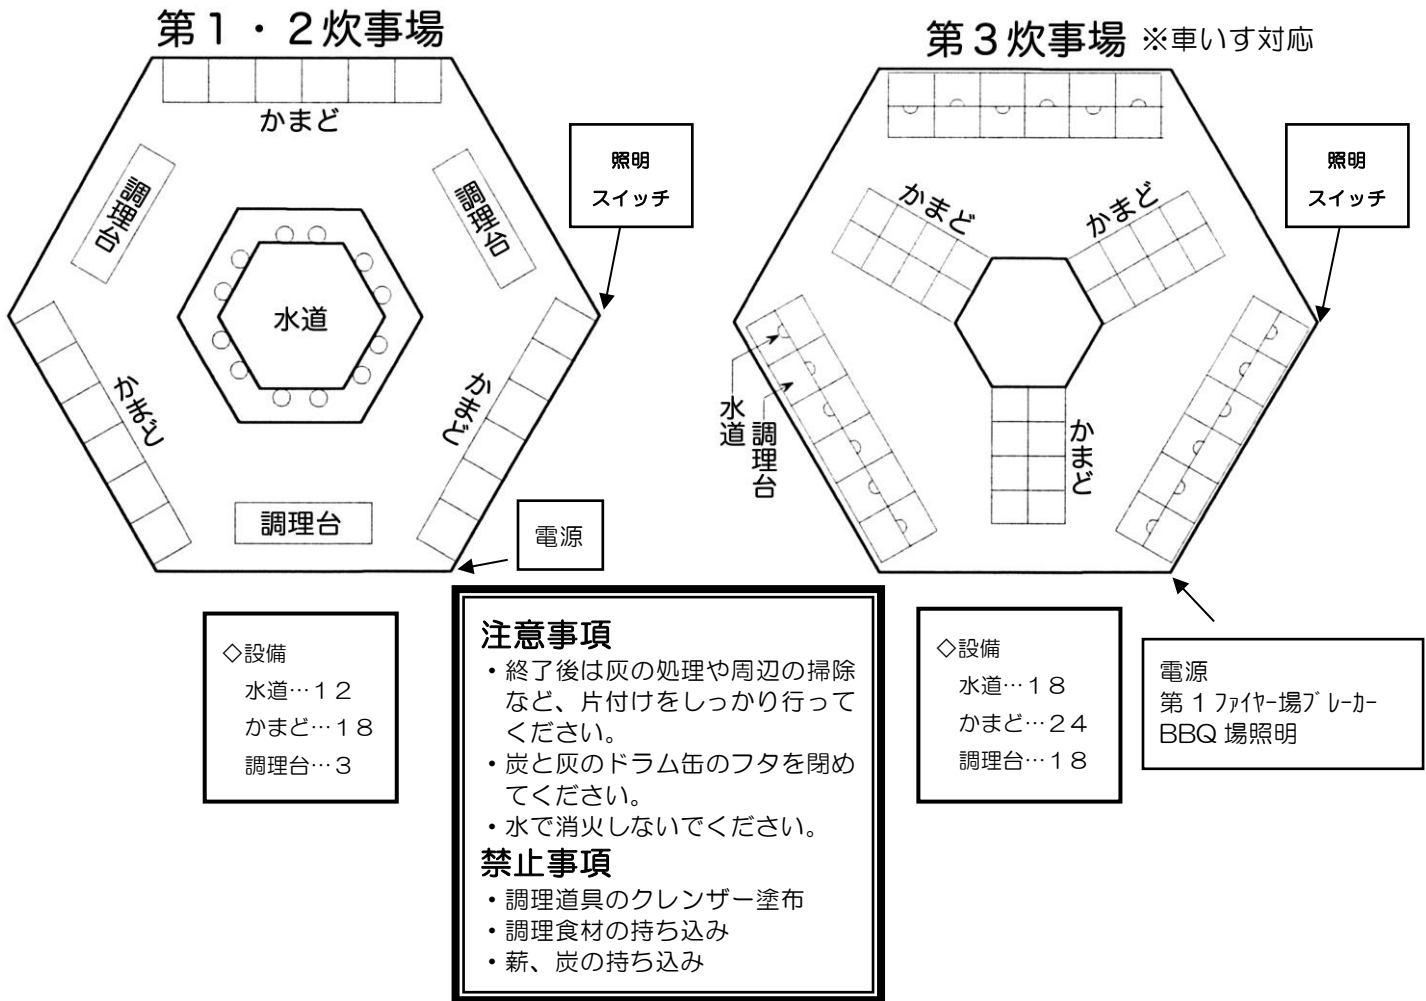 第１・２炊事場
かまど
調理台
調理台
水道
かまど
かまど
調理台
照明
スイッチ
電源
◇設備
水道…１２
かまど…１８
調理台…３
第３炊事場 ※車いす対応
かまど
かまど
かまど
水道
調理台
照明
スイッチ
電源
第１ﾌｧｲﾔｰ場ﾌﾞﾚｰｶｰ
BBQ場照明
◇設備
水道…１８
かまど…２４
調理台…１８
注意事項
・終了後は灰の処理や周辺の掃除
など、片付けをしっかり行って
ください。
・炭と灰のドラム缶のフタを閉め
てください。
・水で消火しないでください。
禁止事項
・調理道具のクレンザー塗布
・調理食材の持ち込み
・薪、炭の持ち込み